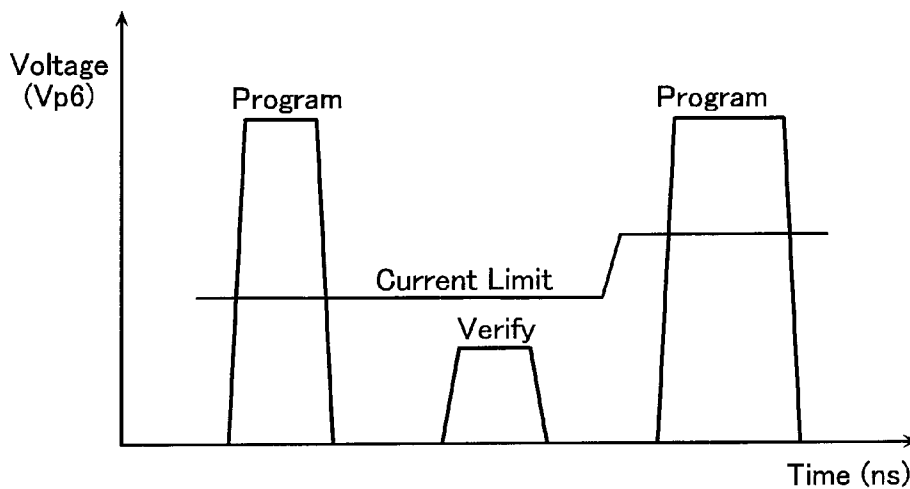 Voltage
(Vp6)
Program
Program
Current Limit
Verify
Time (ns)